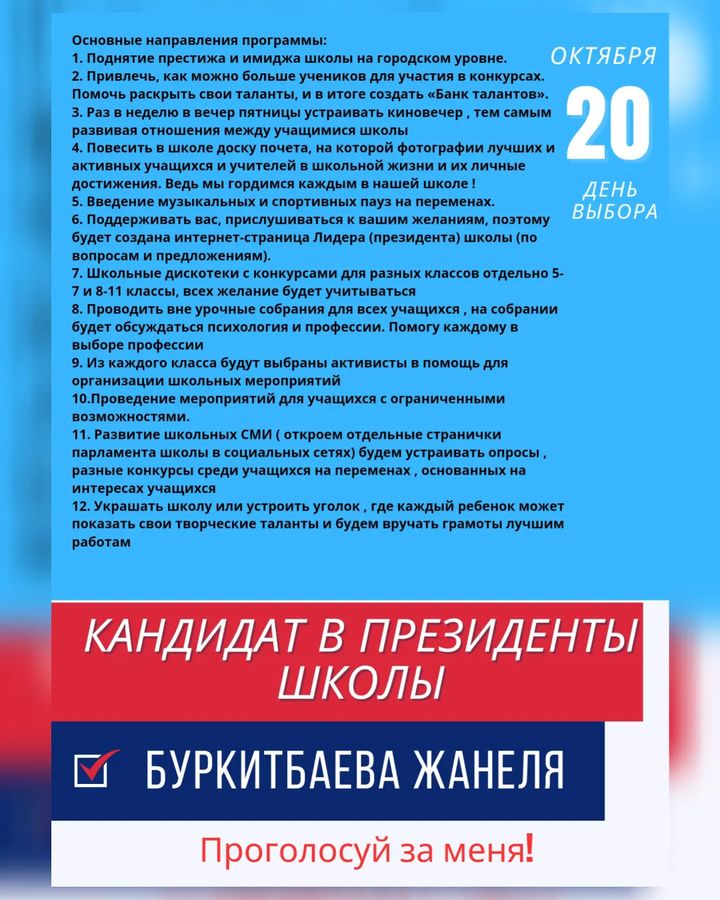 Основные направления программы:
1. Поднятие престижа и имиджа школы на городском уровне.
2. Привлечь, как можно больше учеников для участия в конкурсах.
Помочь раскрыть свои таланты, и в итоге создать «Банк талантов».
3. Раз в неделю в вечер пятницы устраивать киновечер , тем самым
развивая отношения между учащимися школы
4. Повесить в школе доску почета, на которой фотографии лучших и
активных учащихся и учителей в школьной жизни и их личные
достижения. Ведь мы гордимся каждым в нашей школе !
5. Введение музыкальных и спортивных пауз на переменах.
6. Поддерживать вас, прислушиваться к вашим желаниям, поэтому
будет создана интернет-страница Лидера (президента) школы (по
вопросам и предложениям).
7. Школьные дискотеки с конкурсами для разных классов отдельно 5-
7 и 8-11 классы, всех желание будет учитываться
8. Проводить вне урочные собрания для всех учащихся , на собрании
будет обсуждаться психология и профессии. Помогу каждому в
выборе профессии
9. Из каждого класса будут выбраны активисты в помощь для
организации школьных мероприятий
10.Проведение мероприятий для учащихся с ограниченными
возможностями.
11. Развитие школьных СМИ ( откроем отдельные странички
парламента школы в социальных сетях) будем устраивать опросы ,
разные конкурсы среди учащихся на переменах , основанных на
интересах учащихся
12. Украшать школу или устроить уголок , где каждый ребенок может
показать свои творческие таланты и будем вручать грамоты лучшим
работам
ОКТЯБРЯ
20
ДЕНЬ
ВЫБОРА
КАНДИДАТ В ПРЕЗИДЕНТЫ
ШКОЛЫ
БУРКИТБАЕВА ЖАНЕЛЯ
Проголосуй за меня!